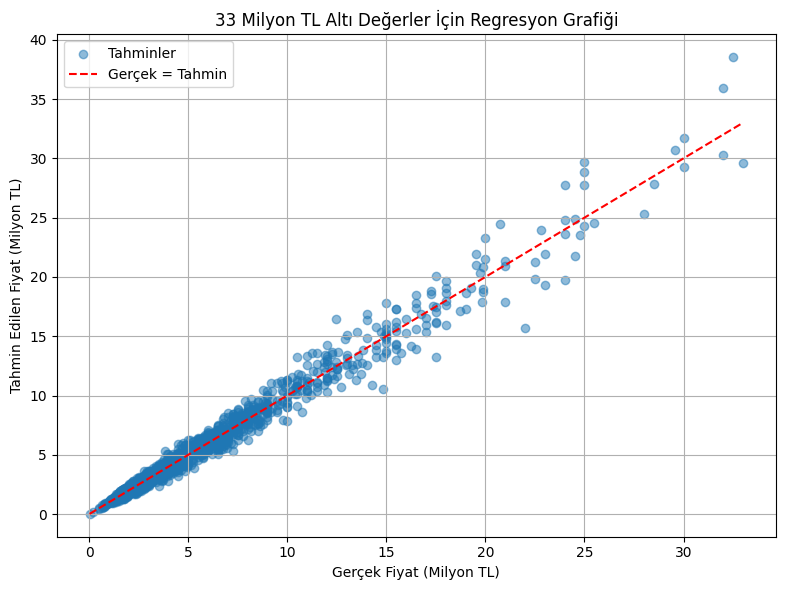 33 Milyon TL Altı Değerler İçin Regresyon Grafiği
Tahminler
Gerçek = Tahmin
Tahmin Edilen Fiyat (Milyon TL)
40
35
30
25
20
15
10
5
0
0 5 10 15 20 25 30
Gerçek Fiyat (Milyon TL)